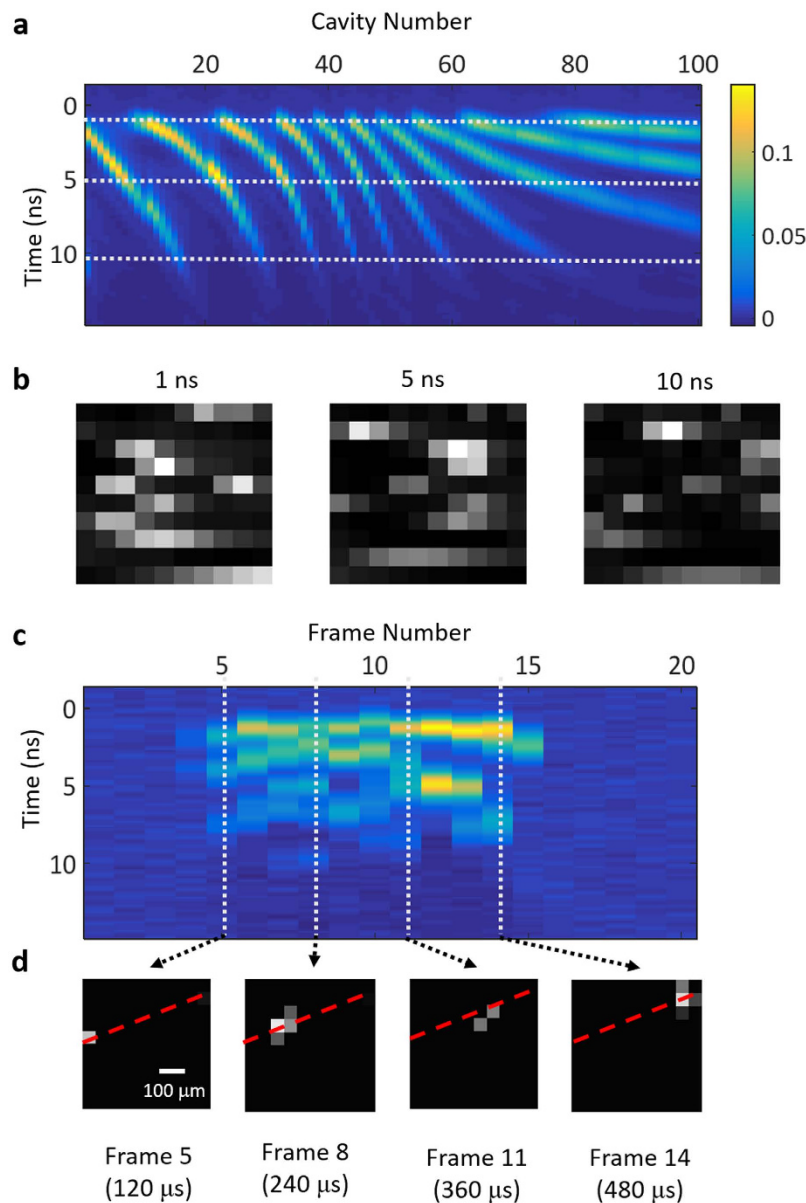 a
Cavity Number
20 40 60 80 100
0
5
10
Time (ns)
0.1
0.05
0
b
1 ns 5 ns 10 ns
c
Frame Number
5 10 15 20
0
5
10
Time (ns)
d
100 μm
Frame 5 Frame 8 Frame 11 Frame 14
(120 μs) (240 μs) (360 μs) (480 μs)